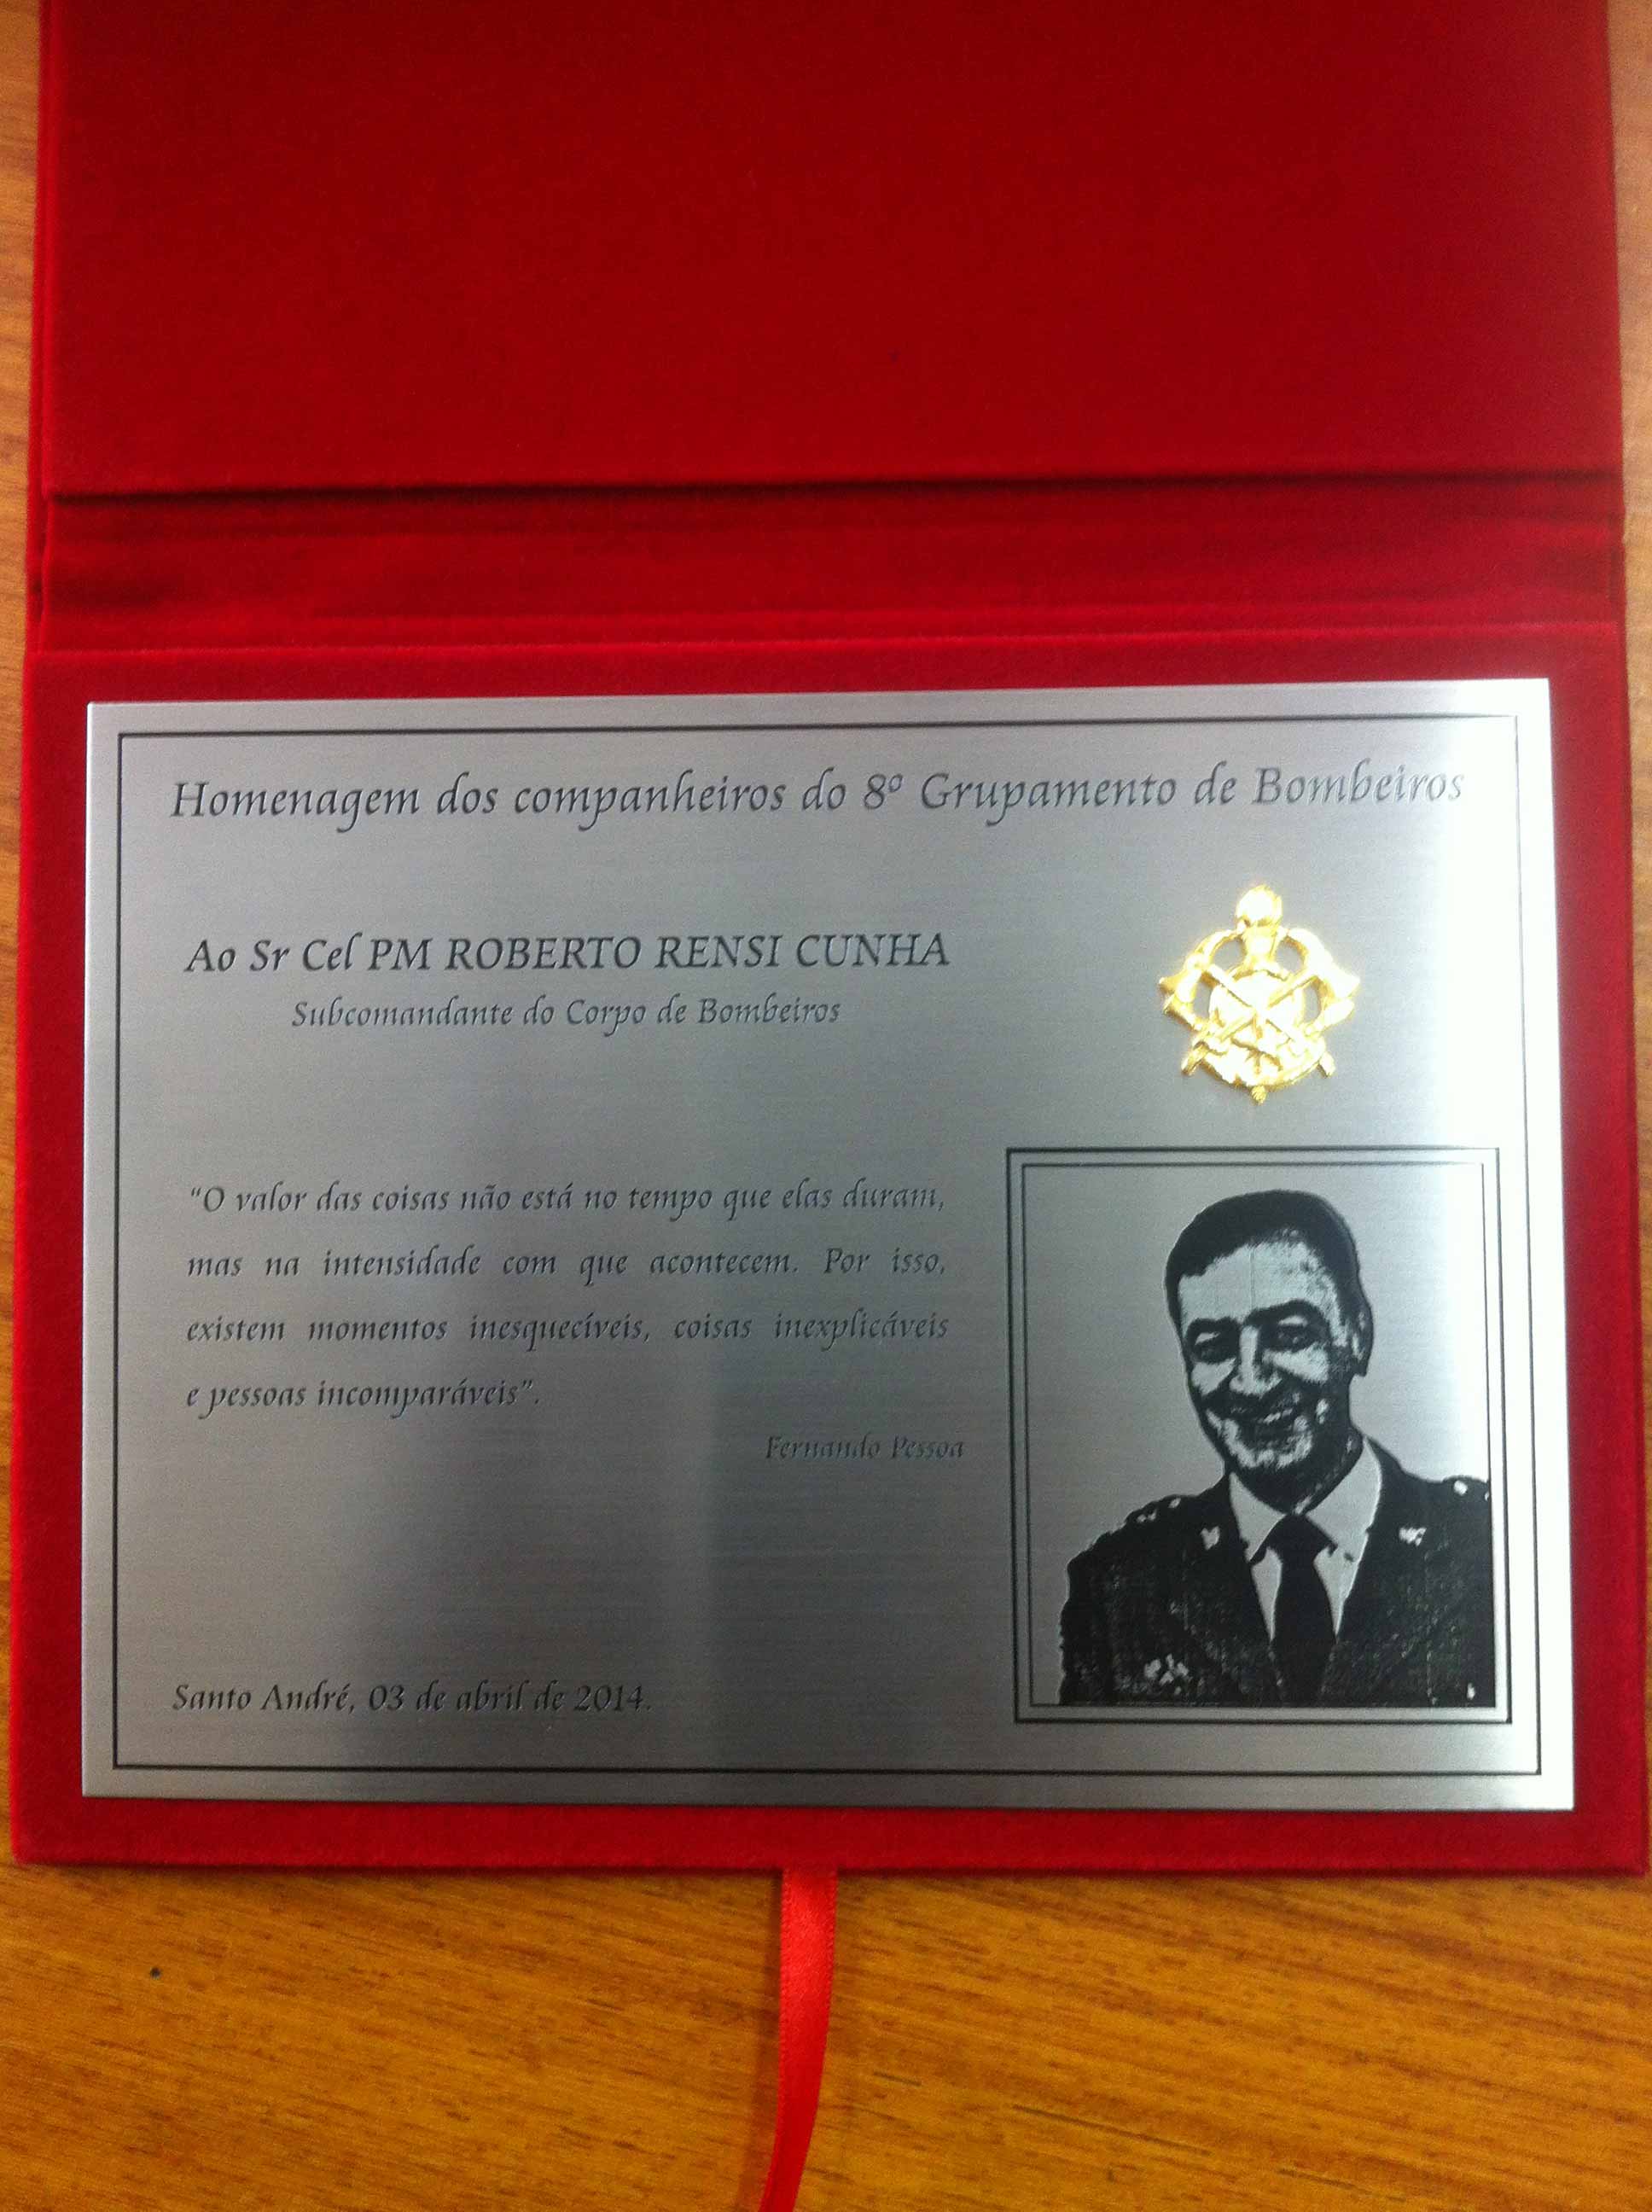 Homenagem dos companheiros do 8º Grupamento de Bombeiros
Ao Sr Cel PM ROBERTO RENSI CUNHA
Subcomandante do Corpo de Bombeiros
"O valor das coisas não está no tempo que elas duram,
mas na intensidade com que acontecem. Por isso,
existem momentos inesquecíveis, coisas inexplicáveis
e pessoas incomparáveis".
Fernando Pessoa
Santo André, 03 de abril de 2014.